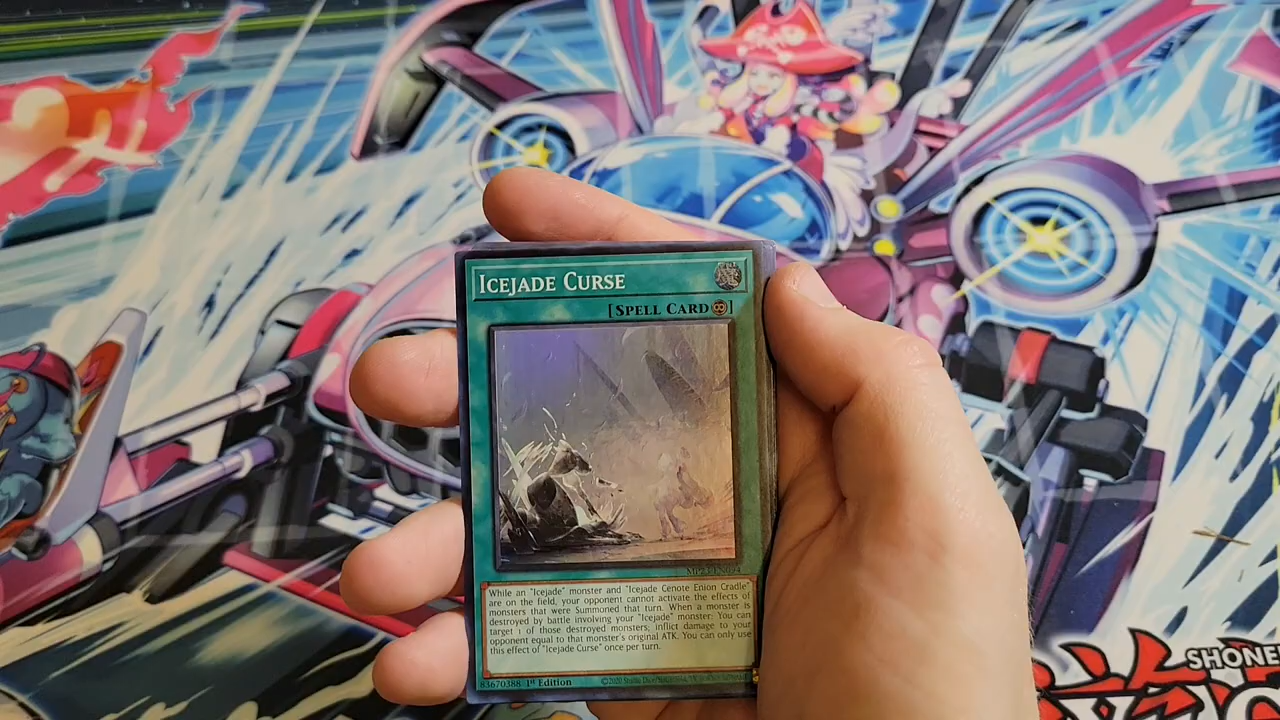 ICEJADE CURSE
[SPELL CARD]
While an "Icejade" monster and "Icejade Cenote Enion Cradle"
are on the field, your opponent cannot activate the effects of
monsters that were Summoned that turn. When a monster is
destroyed by battle involving your "Icejade" monster: You can
target 1 of those destroyed monsters; inflict damage to your
opponent equal to that monster's original ATK. You can only use
this effect of "Icejade Curse" once per turn.
83670388 1st Edition
SHONEN